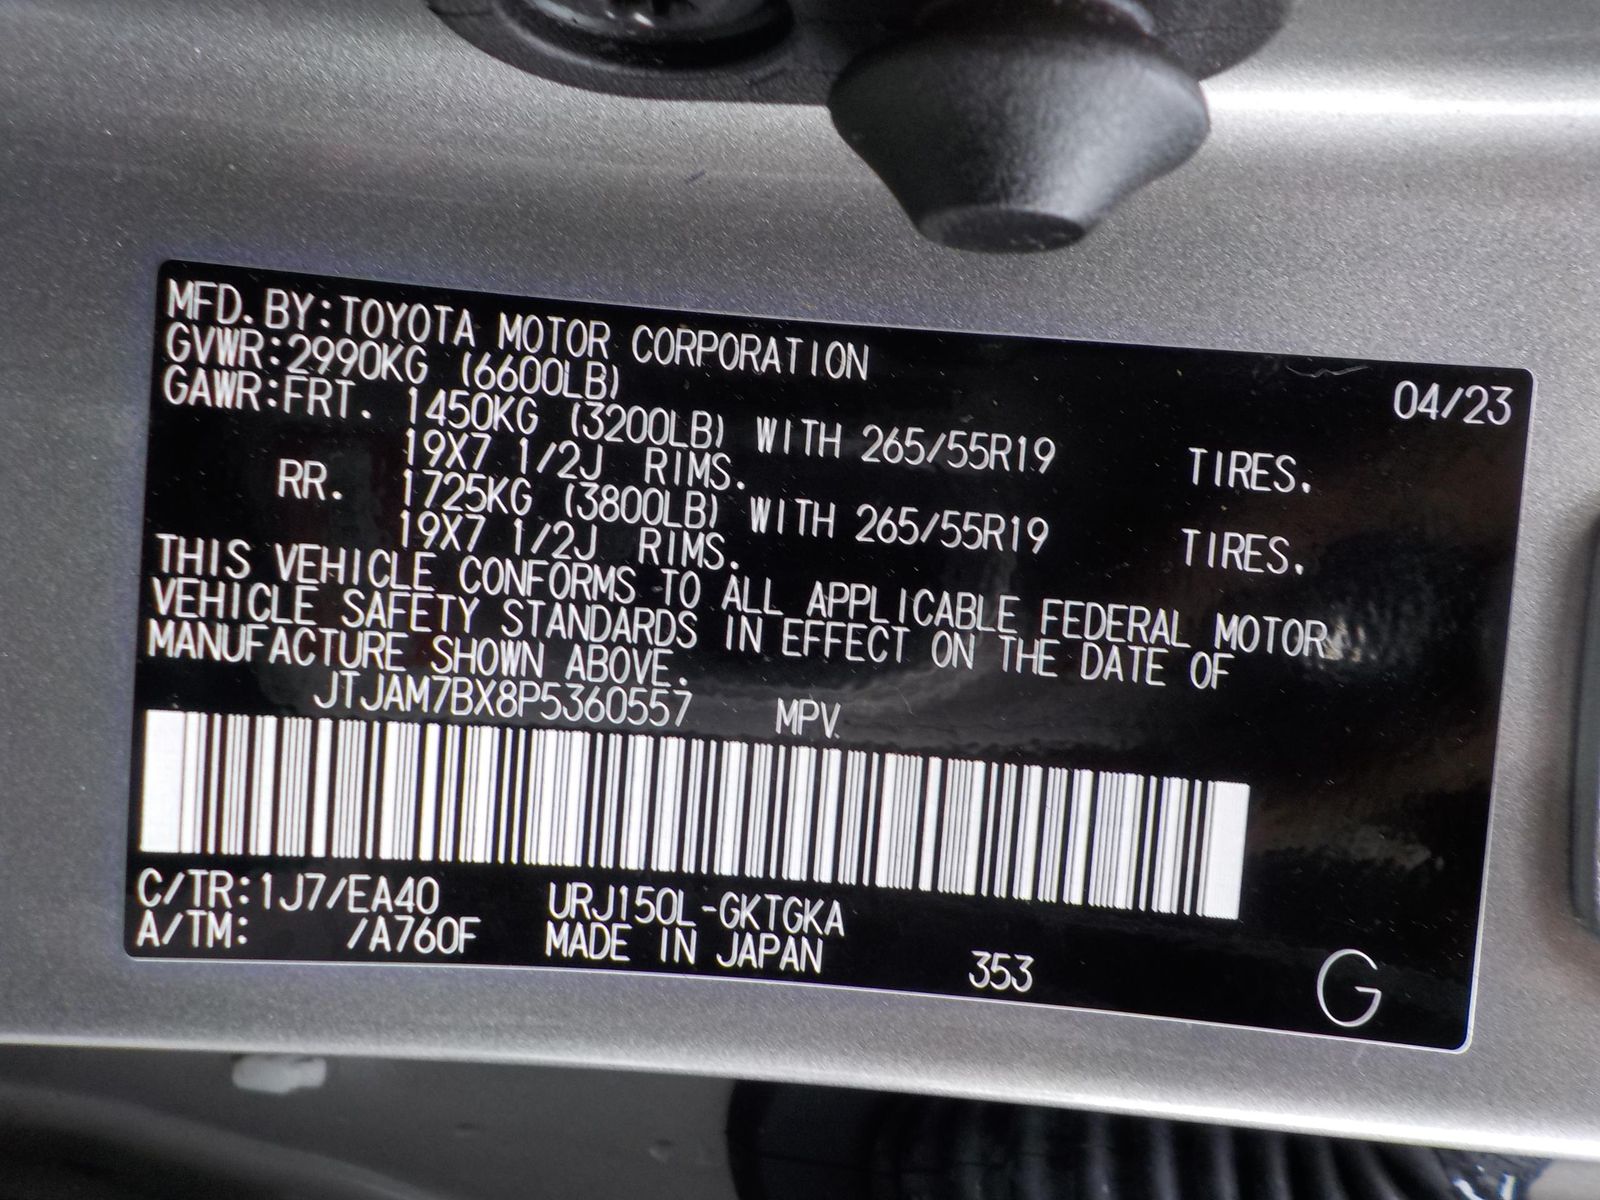 MFD. BY: TOYOTA MOTOR CORPORATION 04/23
GVWR: 2990KG (6600LB)
GAWR: FRT. 1450KG (3200LB) WITH 265/55R19 TIRES.
19X7 1/2J RIMS.
RR. 1725KG (3800LB) WITH 265/55R19 TIRES.
19X7 1/2J RIMS.
THIS VEHICLE CONFORMS TO ALL APPLICABLE FEDERAL MOTOR
VEHICLE SAFETY STANDARDS IN EFFECT ON THE DATE OF
MANUFACTURE SHOWN ABOVE.
JTJAM7BX8P5360557 MPV
C/TR: 1J7/EA40 URJ150L-GKTGKA
A/TM: /A760F MADE IN JAPAN 353 G